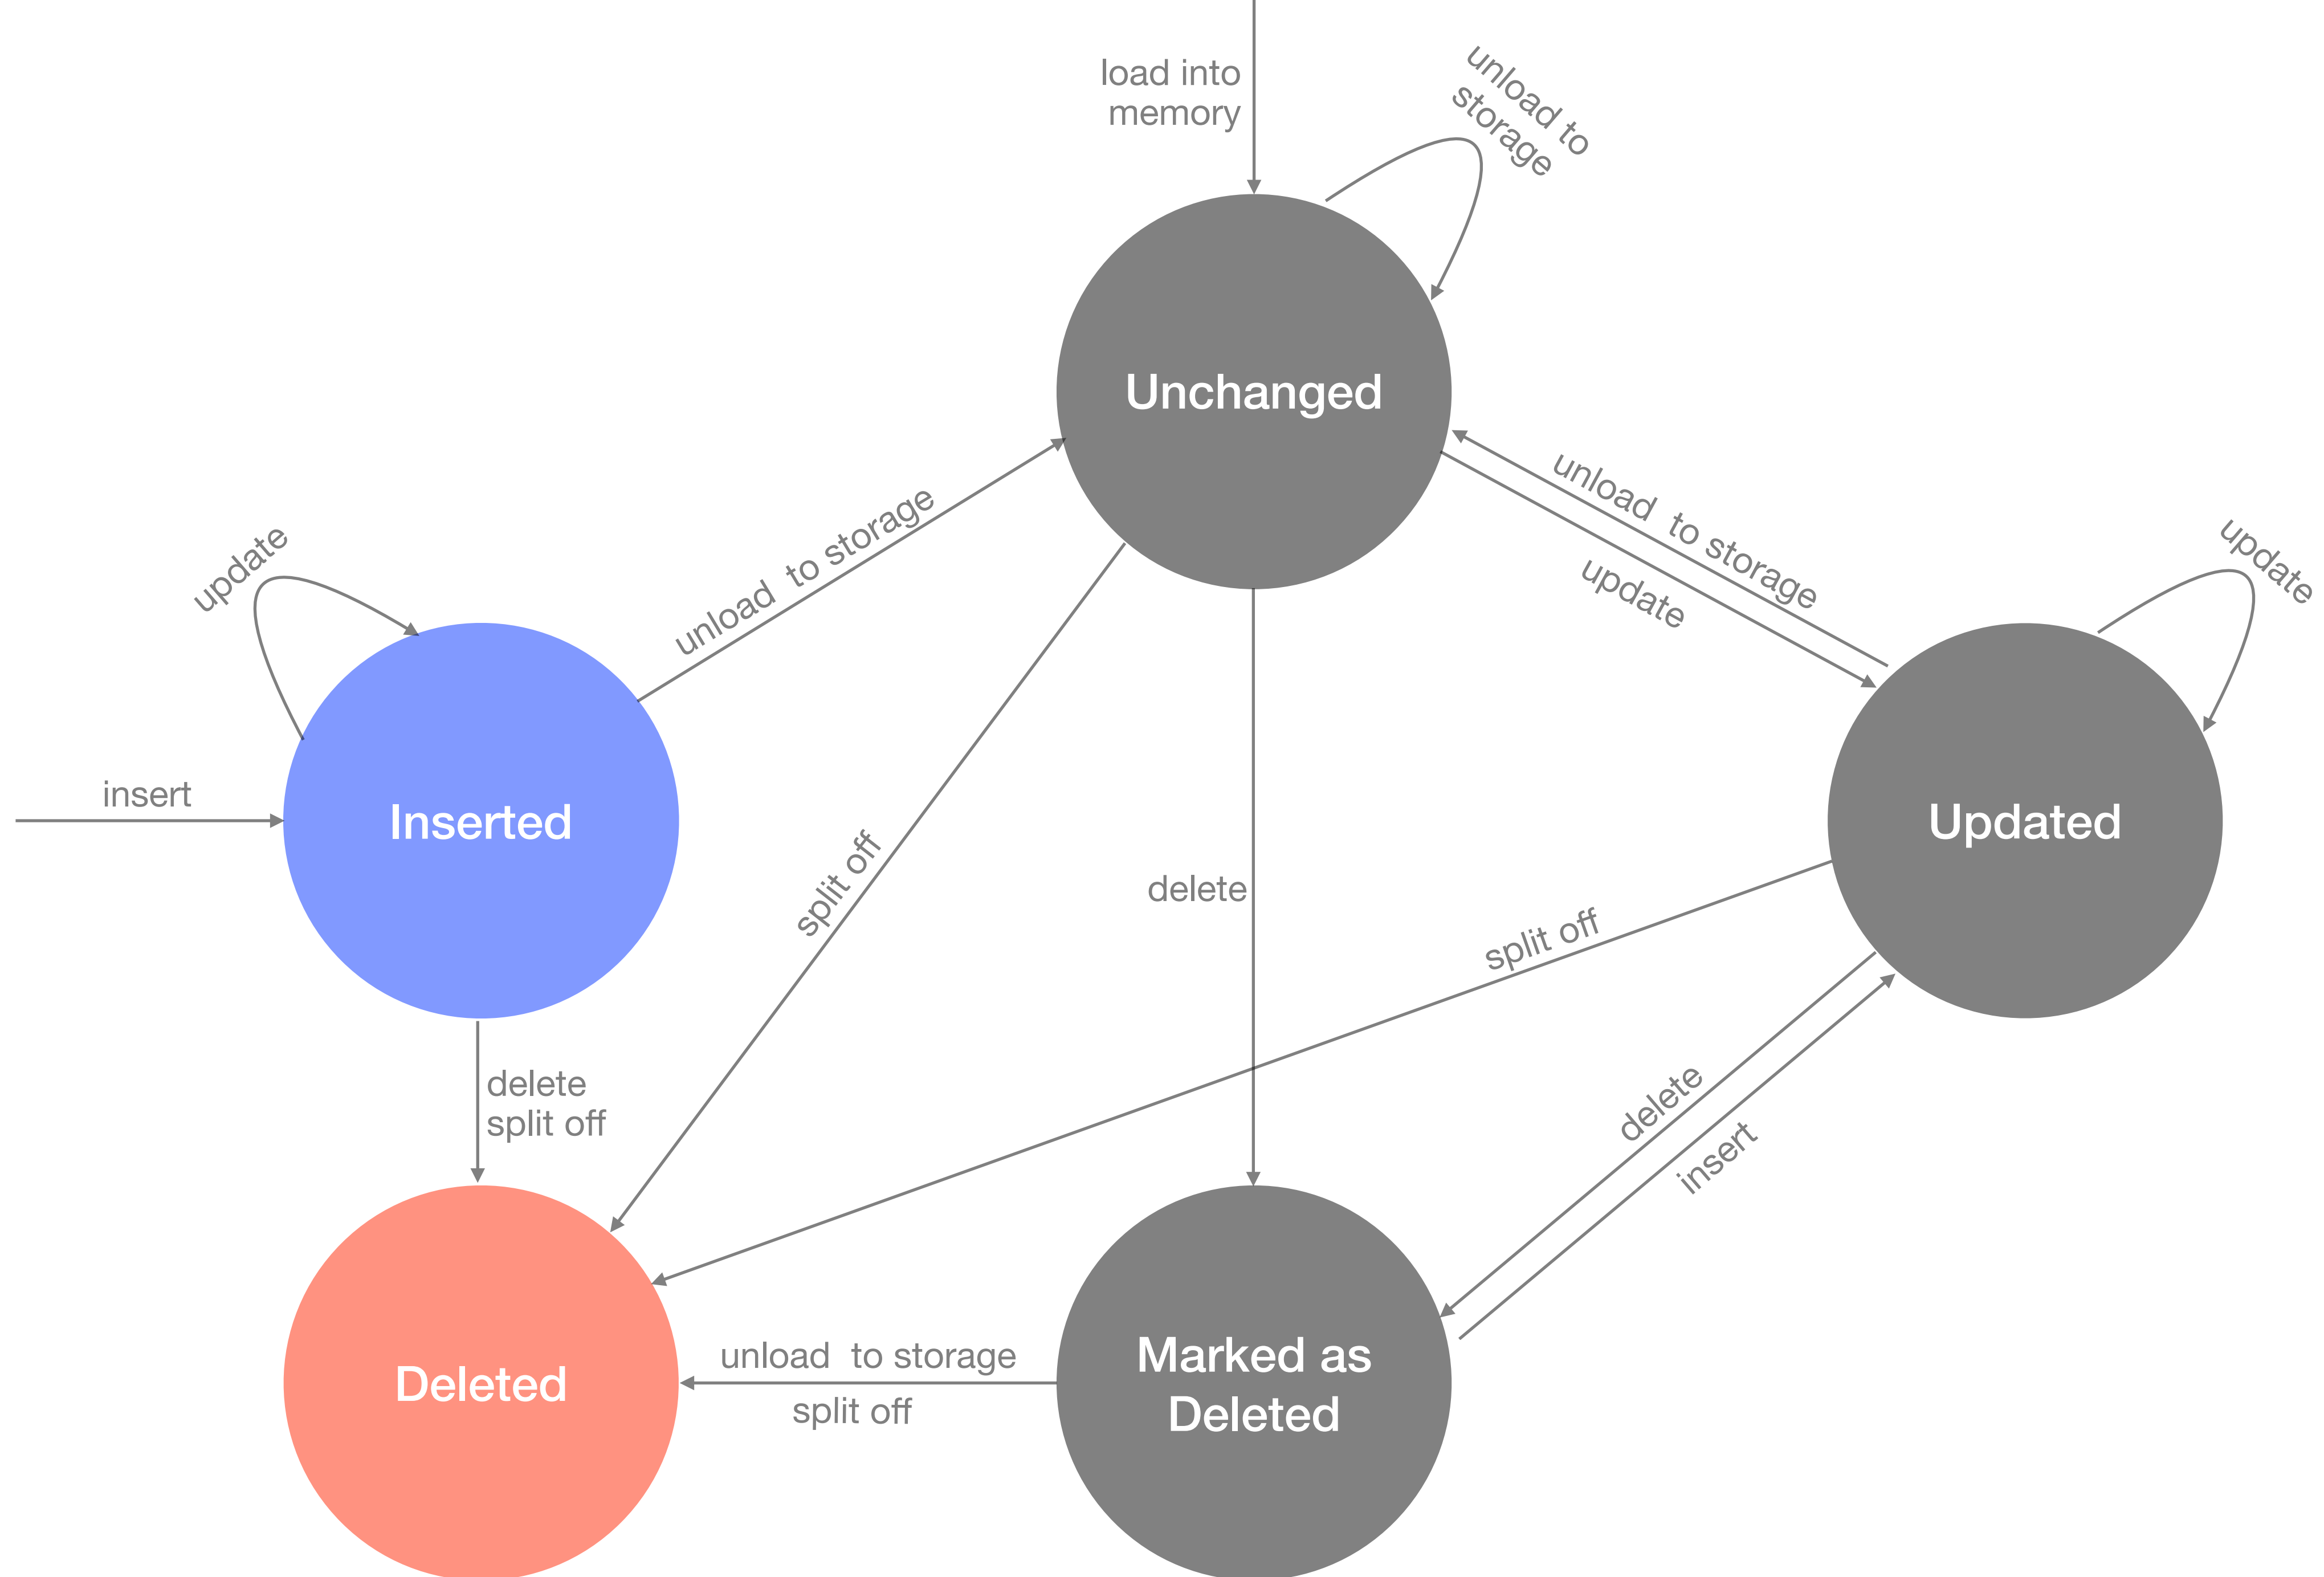 load into
memory
unload to
storage
Unchanged
unload to storage
update
unload to storage
update
update
insert
Inserted
Updated
split off
delete
split off
delete
split off
delete
insert
Deleted
unload to storage
split off
Marked as
Deleted